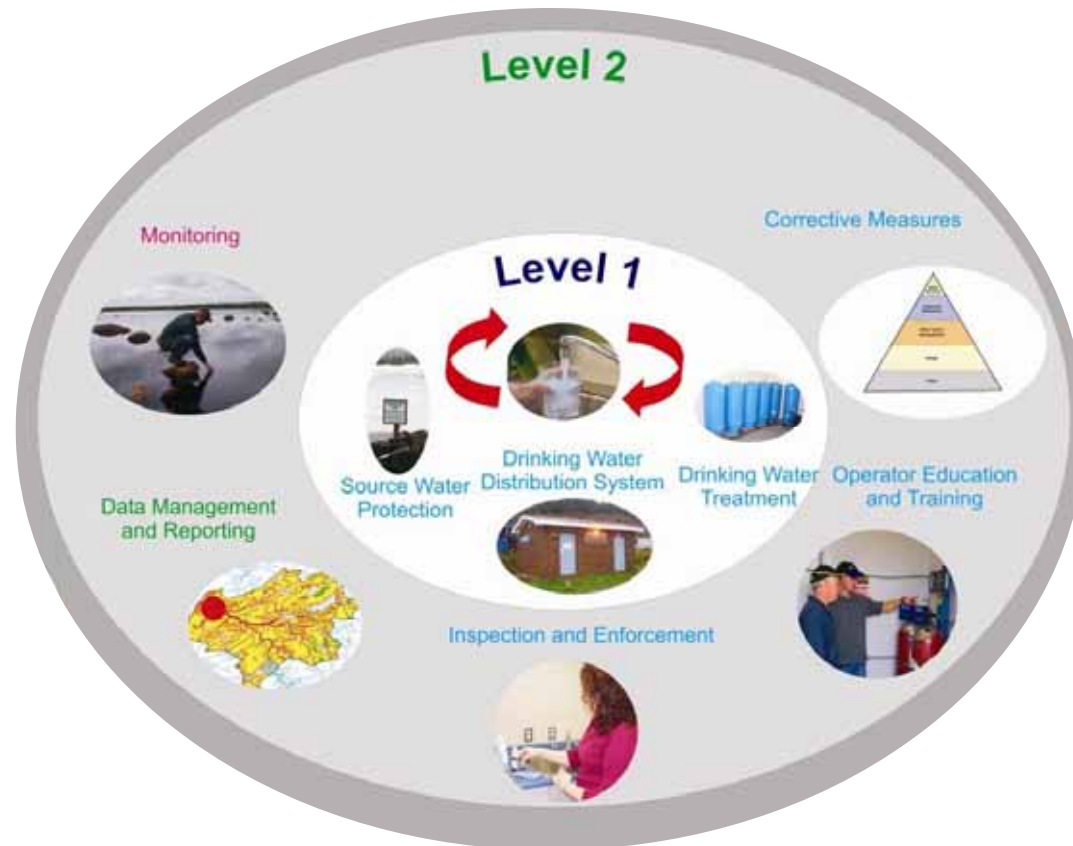 Level 2
Monitoring
Corrective Measures
Level 1
Source Water
Protection
Drinking Water
Distribution System
Drinking Water
Treatment
Operator Education
and Training
Data Management
and Reporting
Inspection and Enforcement